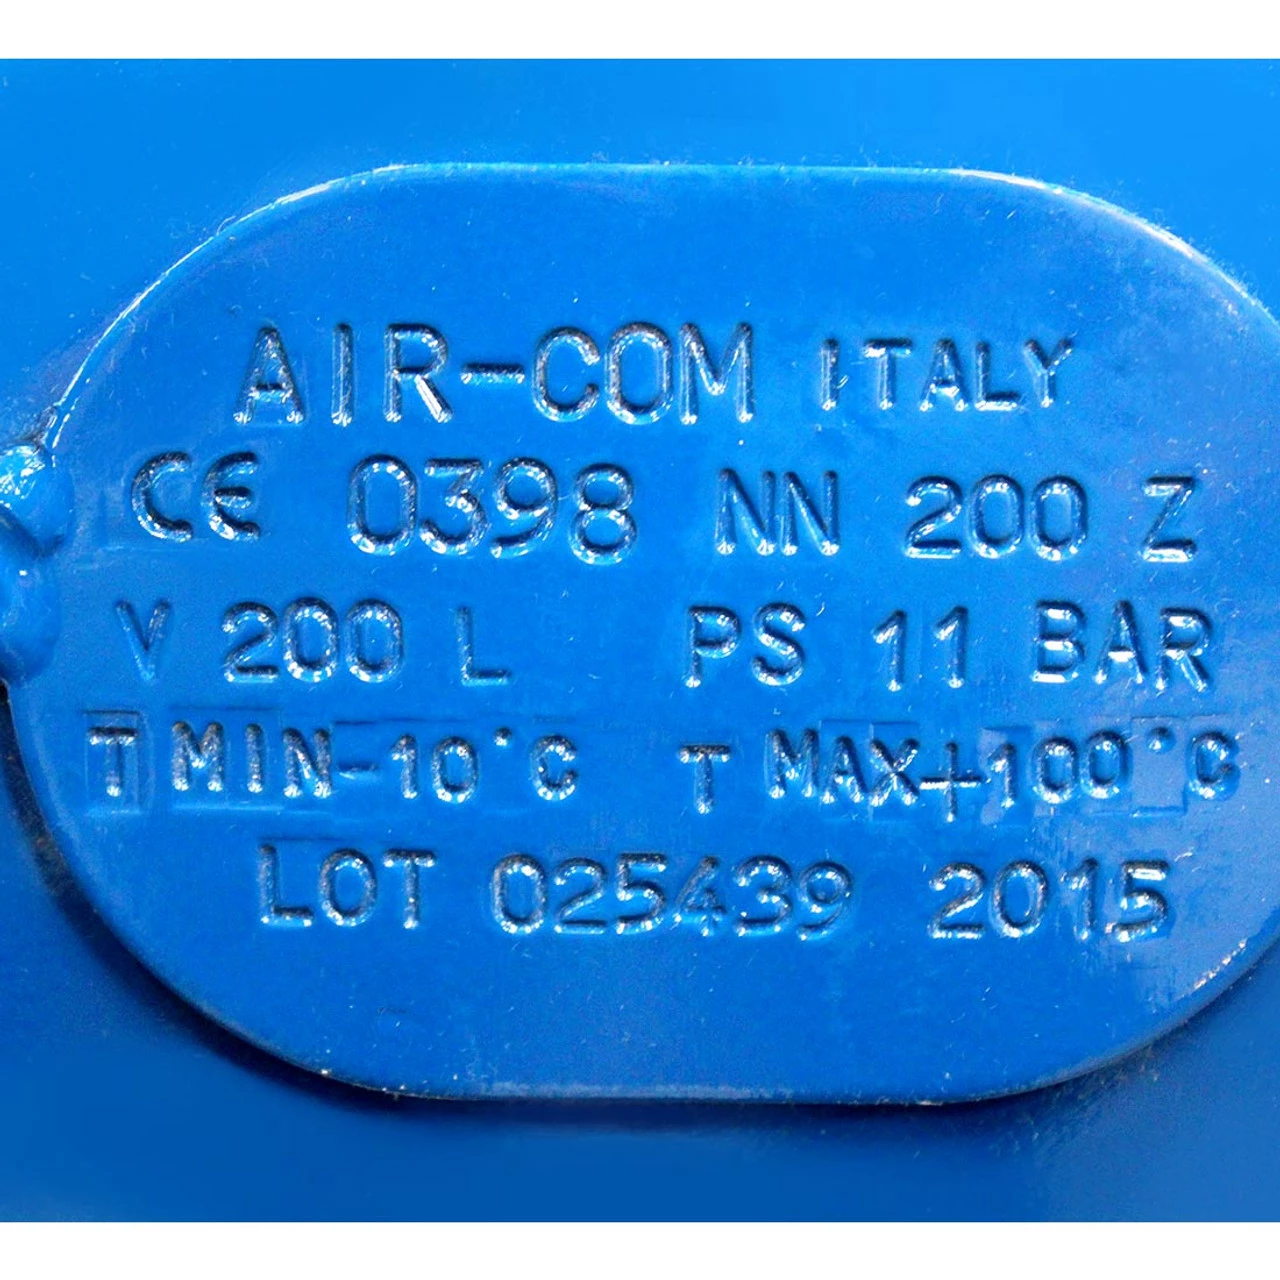 AIR-COM ITALY
CE 0398 NN 200 Z
V 200 L PS 11 BAR
T MIN-10°C T MAX+100°C
LOT 025439 2015